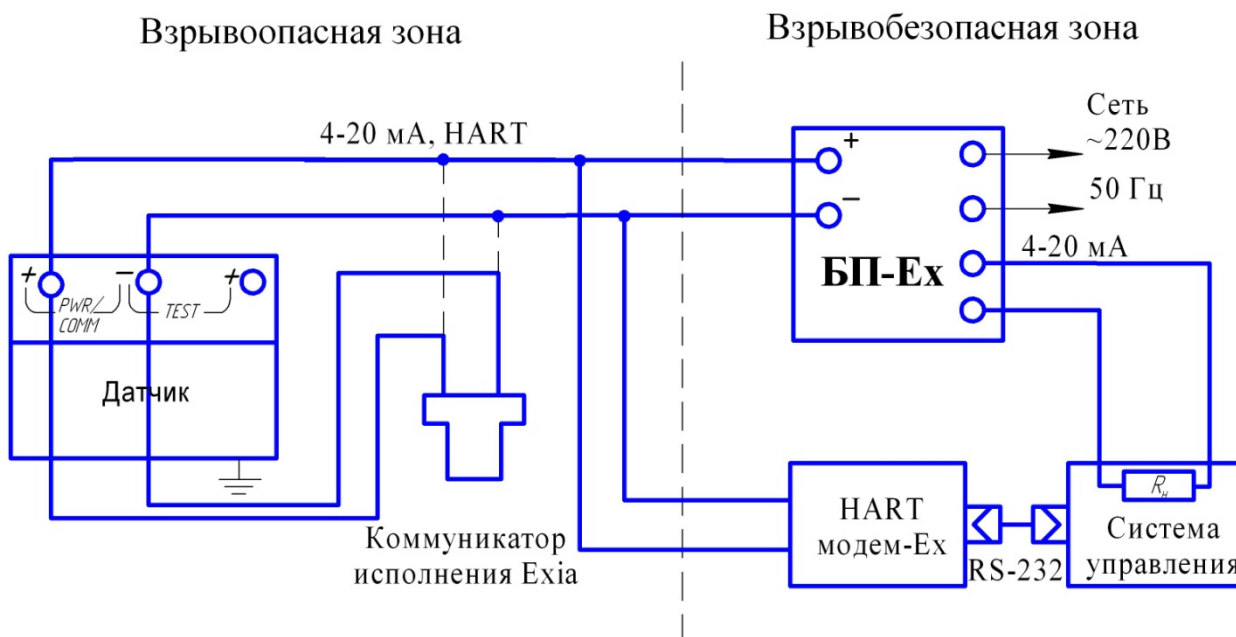 Взрывоопасная зона
Взрывобезопасная зона
4-20 мА, HART
Сеть
~220В
50 Гц
4-20 мА
+
−
БП-Ex
+
−
+
PWR/
COMM
TEST
Датчик
Коммуникатор
исполнения Exia
HART
модем-Ex
RS-232
Rн
Система
управления